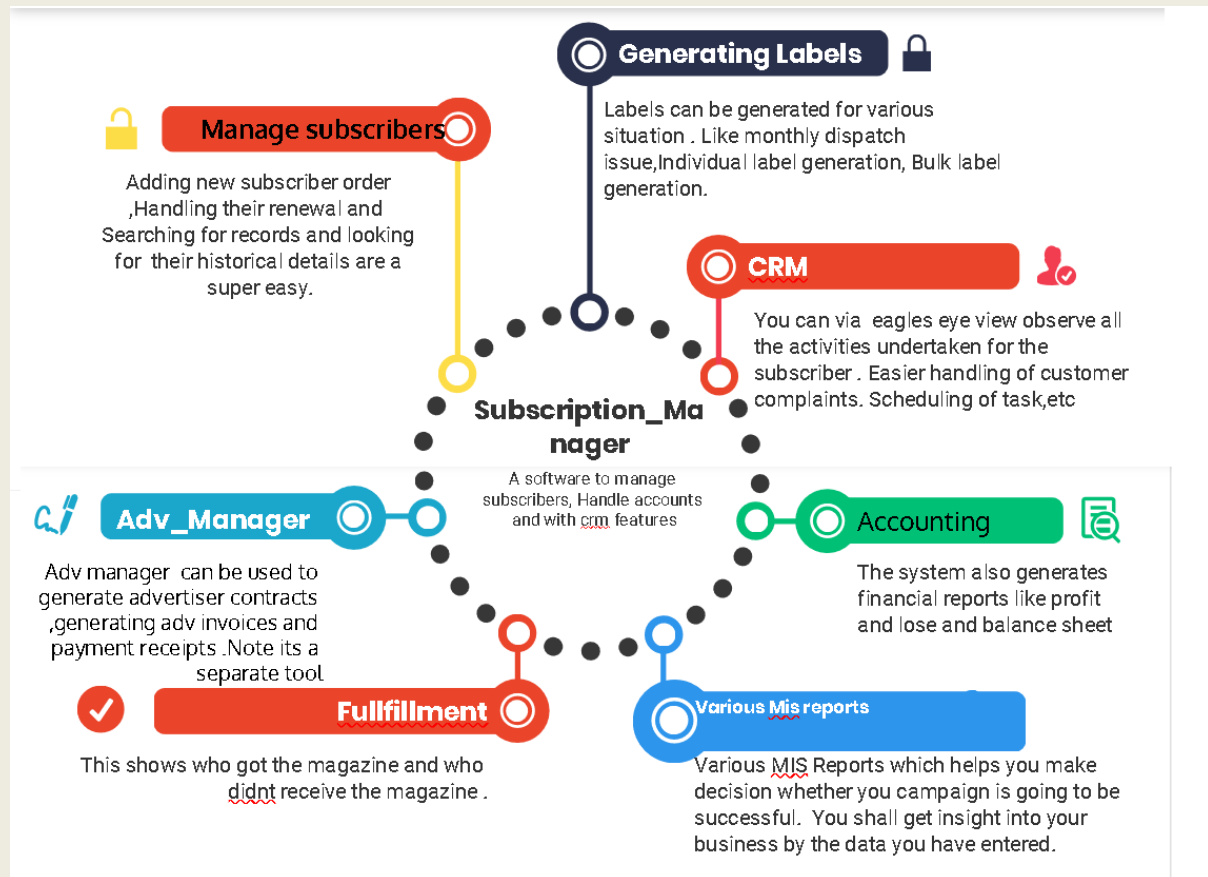 Generating Labels
Labels can be generated for various
situation . Like monthly dispatch
issue,Individual label generation, Bulk label
generation.
Manage subscribers
Adding new subscriber order
,Handling their renewal and
Searching for records and looking
for their historical details are a
super easy.
CRM
You can via eagles eye view observe all
the activities undertaken for the
subscriber . Easier handling of customer
complaints. Scheduling of task,etc
Subscription_Ma
nager
A software to manage
subscribers, Handle accounts
and with crm features
Adv_Manager
Adv manager can be used to
generate advertiser contracts
,generating adv invoices and
payment receipts .Note its a
separate tool
Accounting
The system also generates
financial reports like profit
and lose and balance sheet
Fullfillment
This shows who got the magazine and who
didnt receive the magazine .
Various Mis reports
Various MIS Reports which helps you make
decision whether you campaign is going to be
successful. You shall get insight into your
business by the data you have entered.